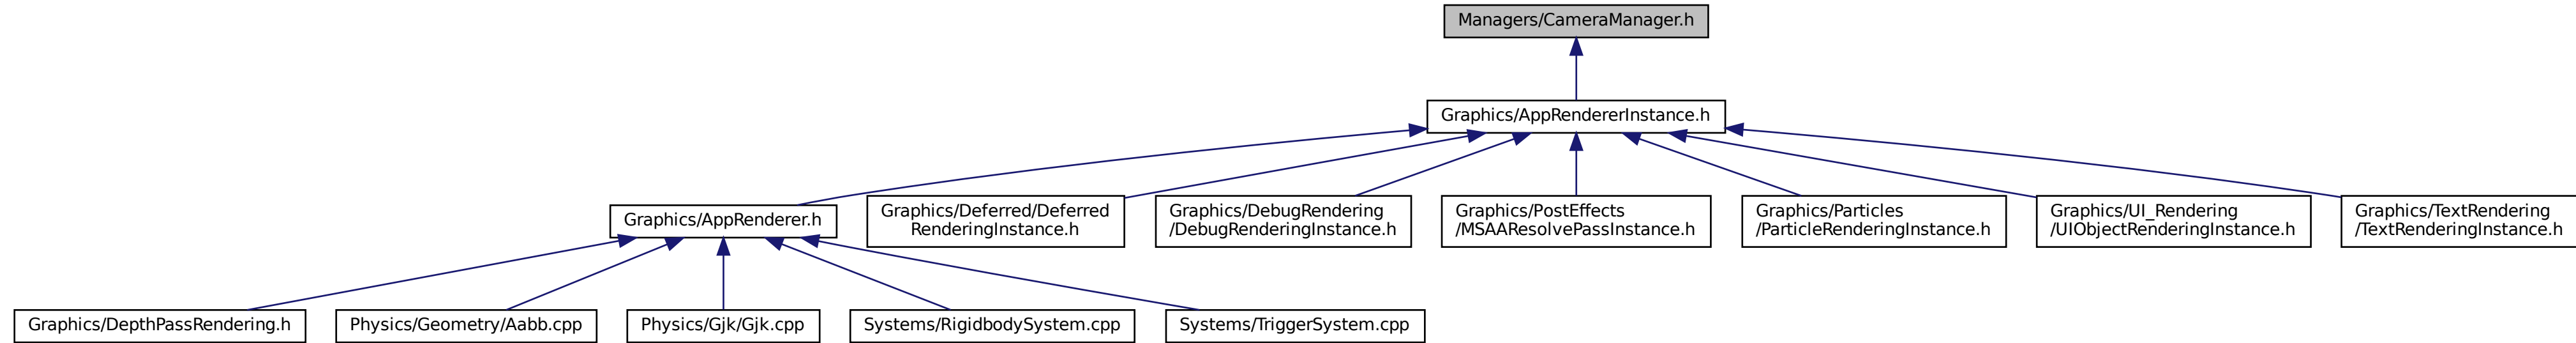 Managers/CameraManager.h
Graphics/AppRendererInstance.h
Graphics/AppRenderer.h
Graphics/Deferred/Deferred
RenderingInstance.h
Graphics/DebugRendering
/DebugRenderingInstance.h
Graphics/PostEffects
/MSAAResolvePassInstance.h
Graphics/Particles
/ParticleRenderingInstance.h
Graphics/UI_Rendering
/UIObjectRenderingInstance.h
Graphics/TextRendering
/TextRenderingInstance.h
Graphics/DepthPassRendering.h
Physics/Geometry/Aabb.cpp
Physics/Gjk/Gjk.cpp
Systems/RigidbodySystem.cpp
Systems/TriggerSystem.cpp